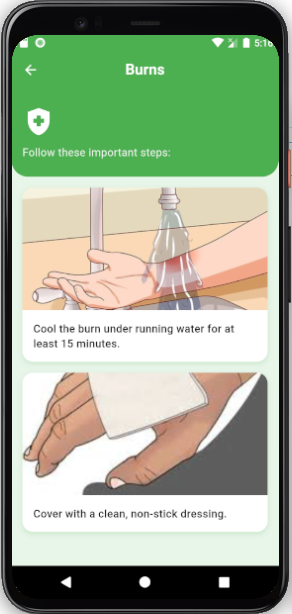 5:16
Burns
Follow these important steps:
Cool the burn under running water for at
least 15 minutes.
Cover with a clean, non-stick dressing.